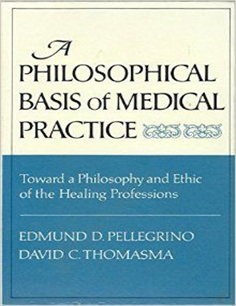 A
PHILOSOPHICAL
BASIS of MEDICAL
PRACTICE
Toward a Philosophy and Ethic
of the Healing Professions
EDMUND D. PELLEGRINO
DAVID C. THOMASMA